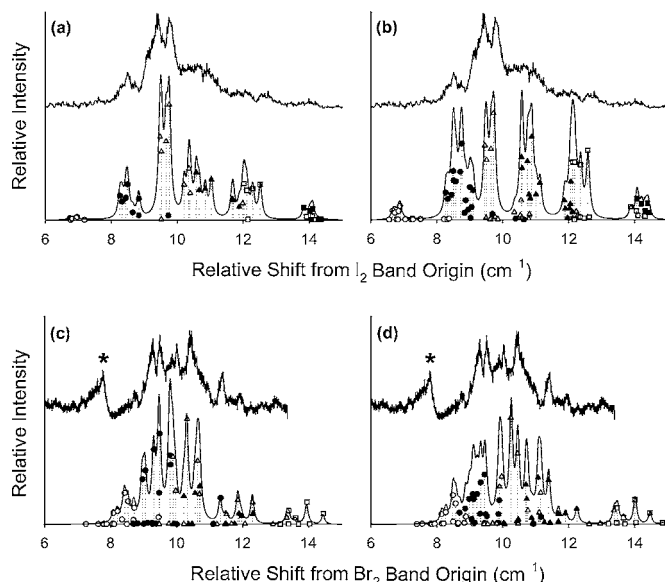 (a)
(b)
Relative Intensity
6 8 10 12 14
6 8 10 12 14
Relative Shift from I₂ Band Origin (cm⁻¹)
(c)
(d)
*
*
Relative Intensity
6 8 10 12 14
6 8 10 12 14
Relative Shift from Br₂ Band Origin (cm⁻¹)